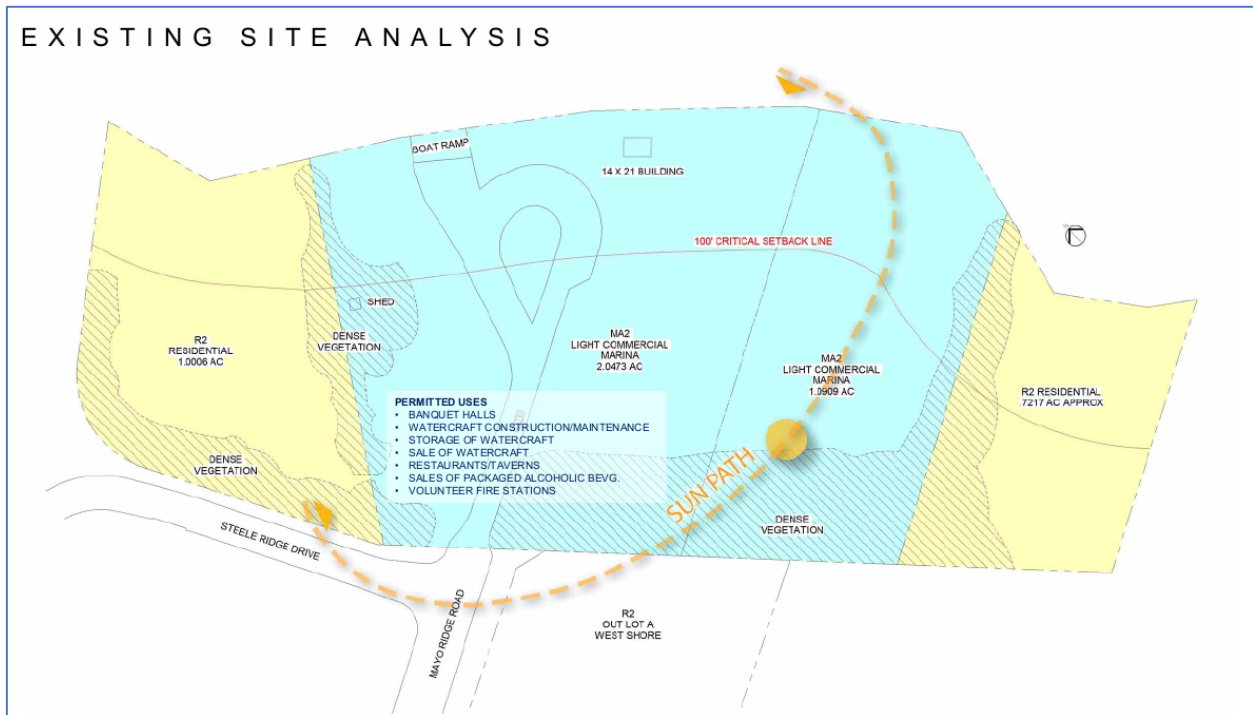 EXISTING SITE ANALYSIS
BOAT RAMP
14 X 21 BUILDING
100' CRITICAL SETBACK LINE
SHED
R2
RESIDENTIAL
1.0006 AC
DENSE
VEGETATION
MA2
LIGHT COMMERCIAL
MARINA
2.0473 AC
MA2
LIGHT COMMERCIAL
MARINA
1.0909 AC
R2 RESIDENTIAL
.7217 AC APPROX
PERMITTED USES
• BANQUET HALLS
• WATERCRAFT CONSTRUCTION/MAINTENANCE
• STORAGE OF WATERCRAFT
• SALE OF WATERCRAFT
• RESTAURANTS/TAVERNS
• SALES OF PACKAGED ALCOHOLIC BEVG.
• VOLUNTEER FIRE STATIONS
DENSE
VEGETATION
SUN PATH
DENSE
VEGETATION
STEELE RIDGE DRIVE
MAYO RIDGE ROAD
R2
OUT LOT A
WEST SHORE